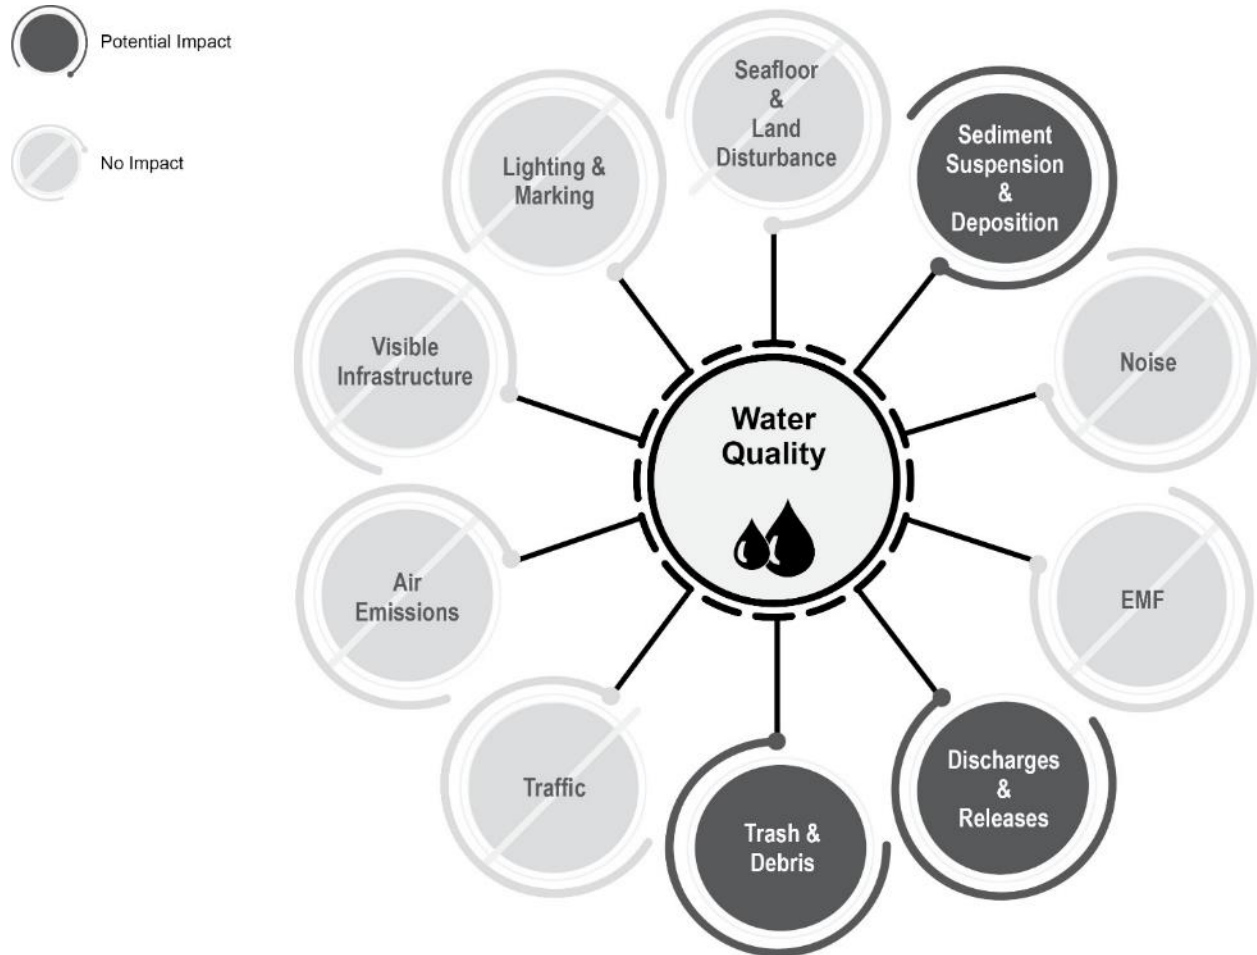 Potential Impact
No Impact
Seafloor
&
Land
Disturbance
Sediment
Suspension
&
Deposition
Noise
EMF
Discharges
&
Releases
Trash &
Debris
Traffic
Air
Emissions
Visible
Infrastructure
Lighting &
Marking
Water
Quality